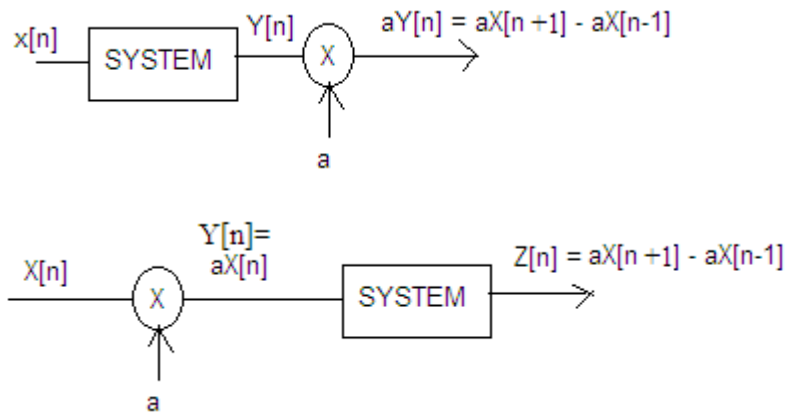 x[n]
SYSTEM
Y[n]
X
aY[n] = aX[n +1] - aX[n-1]
a
X[n]
X
a
Y[n]=
aX[n]
SYSTEM
Z[n] = aX[n +1] - aX[n-1]